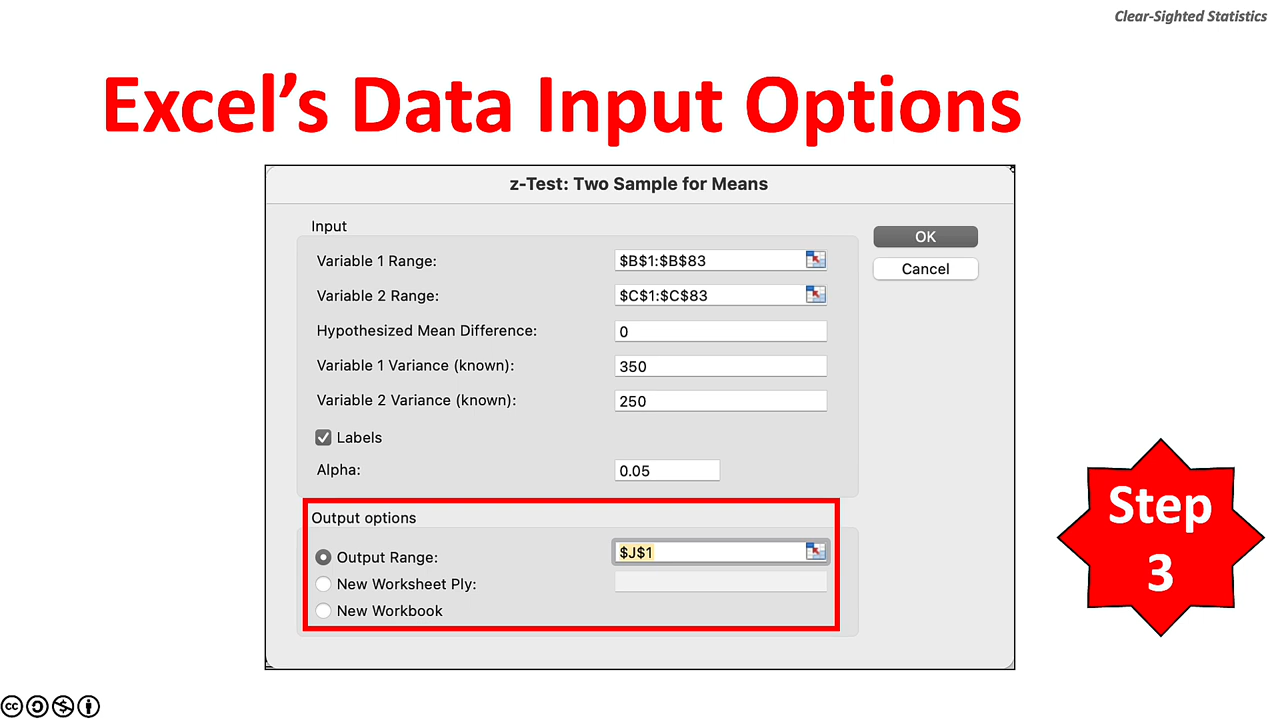 Clear-Sighted Statistics
Excel’s Data Input Options
z-Test: Two Sample for Means
Input
Variable 1 Range: $B$1:$B$83
Variable 2 Range: $C$1:$C$83
Hypothesized Mean Difference: 0
Variable 1 Variance (known): 350
Variable 2 Variance (known): 250
Labels
Alpha: 0.05
OK
Cancel
Output options
Output Range: $J$1
New Worksheet Ply:
New Workbook
Step
3
cc